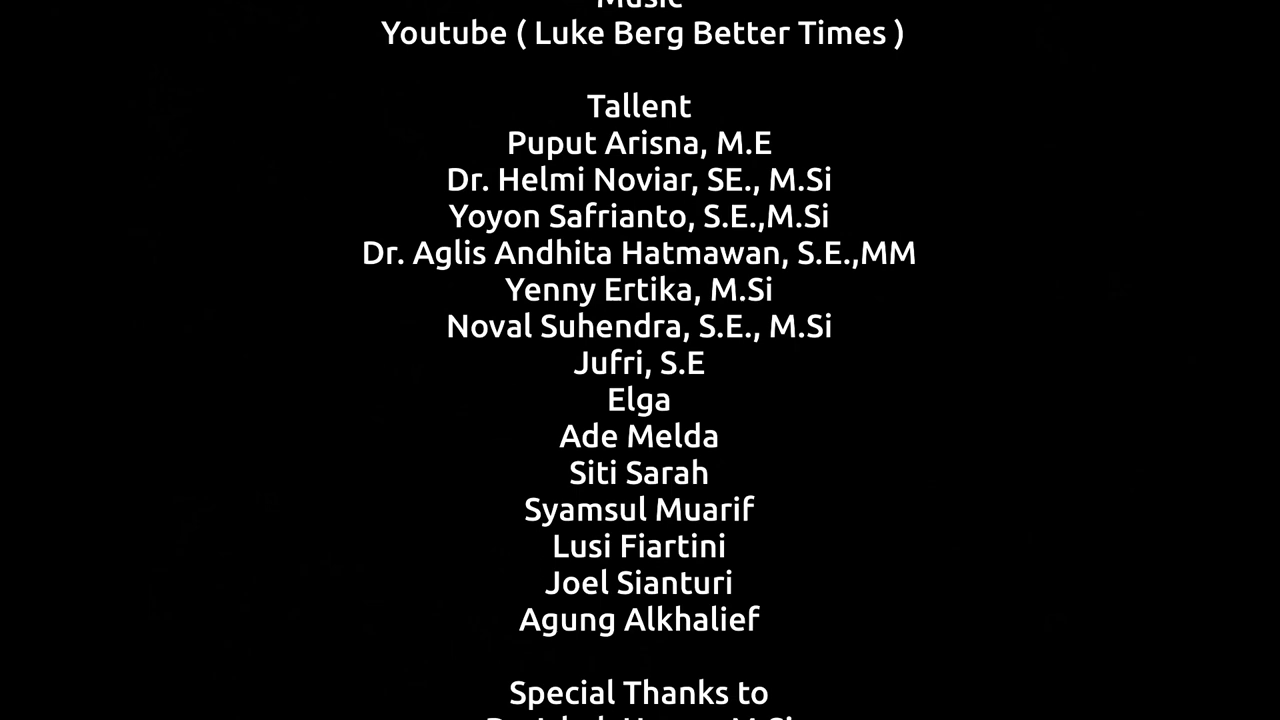 Music
Youtube ( Luke Berg Better Times )
Tallent
Puput Arisna, M.E
Dr. Helmi Noviar, SE., M.Si
Yoyon Safrianto, S.E.,M.Si
Dr. Aglis Andhita Hatmawan, S.E.,MM
Yenny Ertika, M.Si
Noval Suhendra, S.E., M.Si
Jufri, S.E
Elga
Ade Melda
Siti Sarah
Syamsul Muarif
Lusi Fiartini
Joel Sianturi
Agung Alkhalief
Special Thanks to